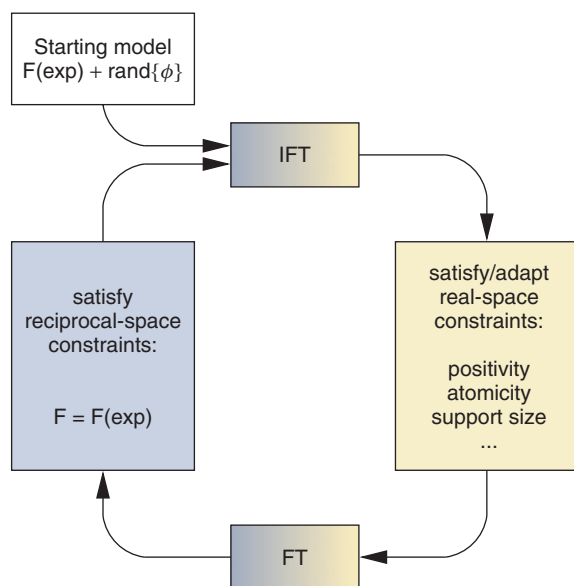 Starting model
F(exp) + rand{ϕ}
IFT
satisfy
reciprocal-space
constraints:
F = F(exp)
satisfy/adapt
real-space
constraints:
positivity
atomicity
support size
...
FT